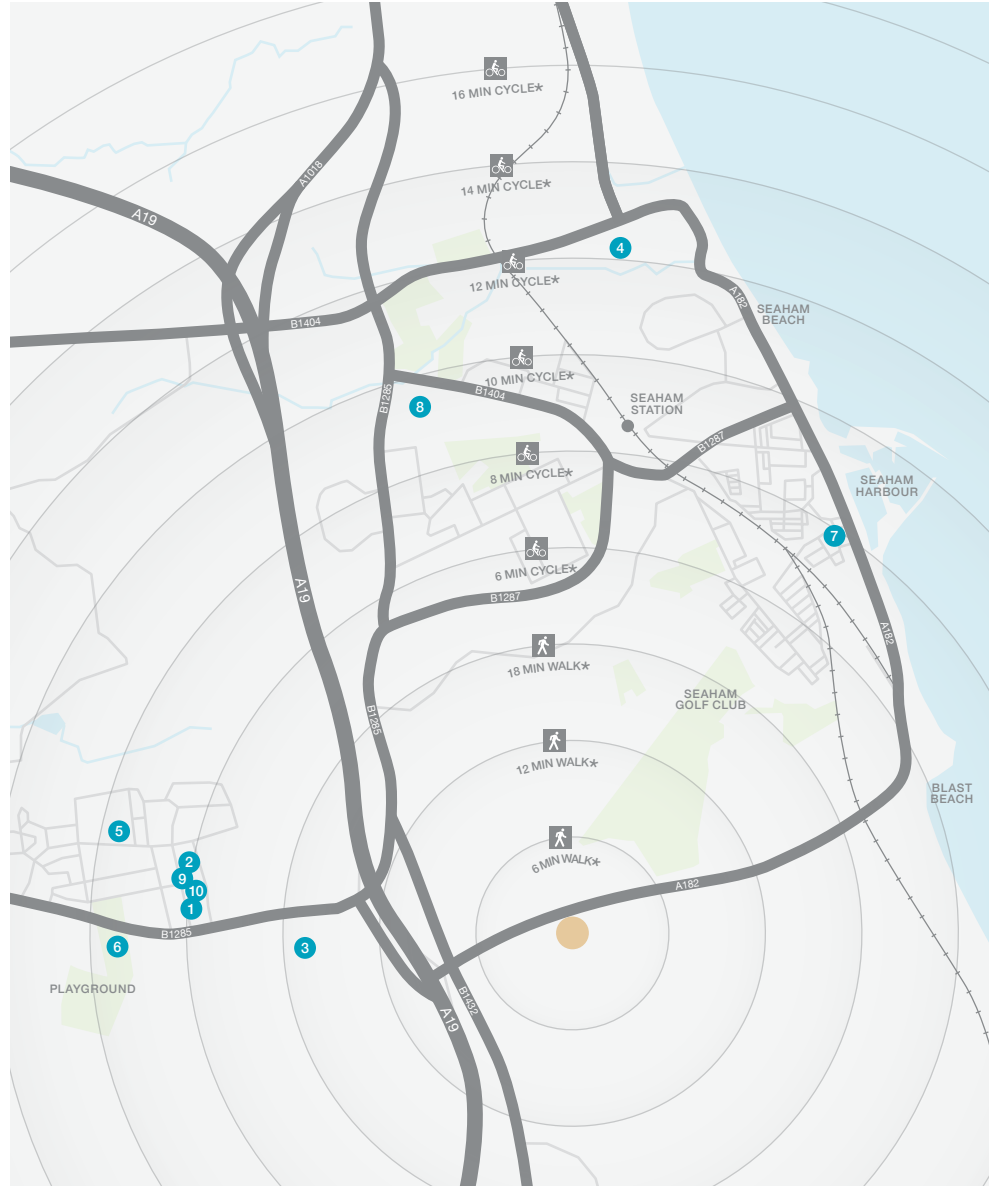 16 MIN CYCLE*
A1018
14 MIN CYCLE*
A19
4
12 MIN CYCLE*
A182
SEAHAM
BEACH
B1404
10 MIN CYCLE*
B1285
B1404
8
SEAHAM
STATION
B1287
8 MIN CYCLE*
SEAHAM
HARBOUR
7
6 MIN CYCLE*
A19
B1287
A182
18 MIN WALK*
SEAHAM
GOLF CLUB
B1285
12 MIN WALK*
BLAST
BEACH
5
6 MIN WALK*
2
9
10
1
A182
B1285
6
3
PLAYGROUND
B1432
A19